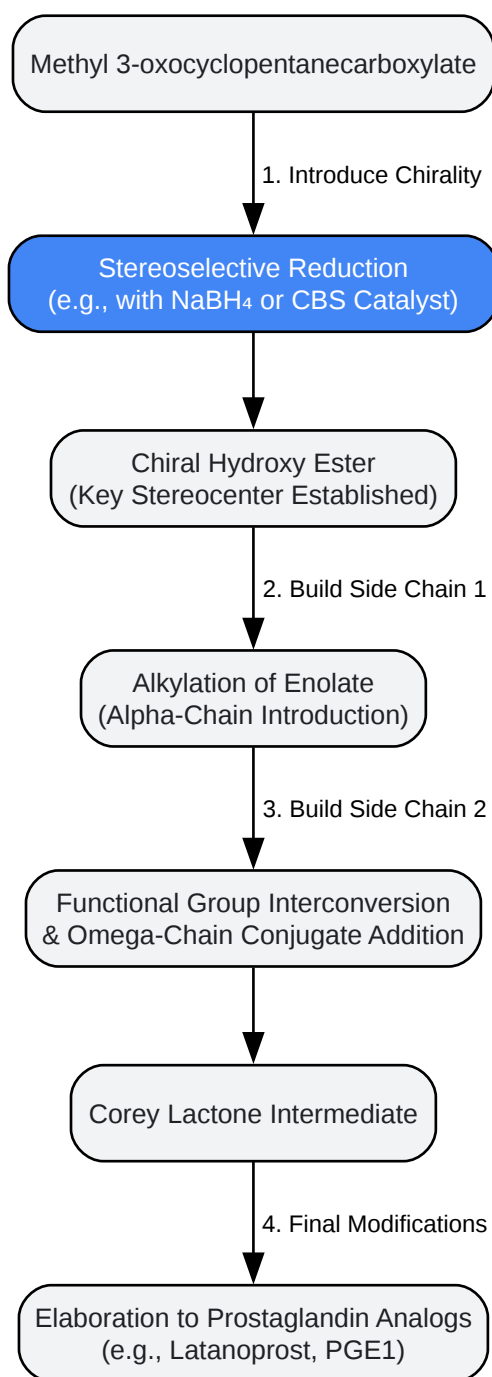 Methyl 3-oxocyclopentanecarboxylate
1. Introduce Chirality
Stereoselective Reduction
(e.g., with NaBH₄ or CBS Catalyst)
Chiral Hydroxy Ester
(Key Stereocenter Established)
2. Build Side Chain 1
Alkylation of Enolate
(Alpha-Chain Introduction)
3. Build Side Chain 2
Functional Group Interconversion
& Omega-Chain Conjugate Addition
Corey Lactone Intermediate
4. Final Modifications
Elaboration to Prostaglandin Analogs
(e.g., Latanoprost, PGE1)